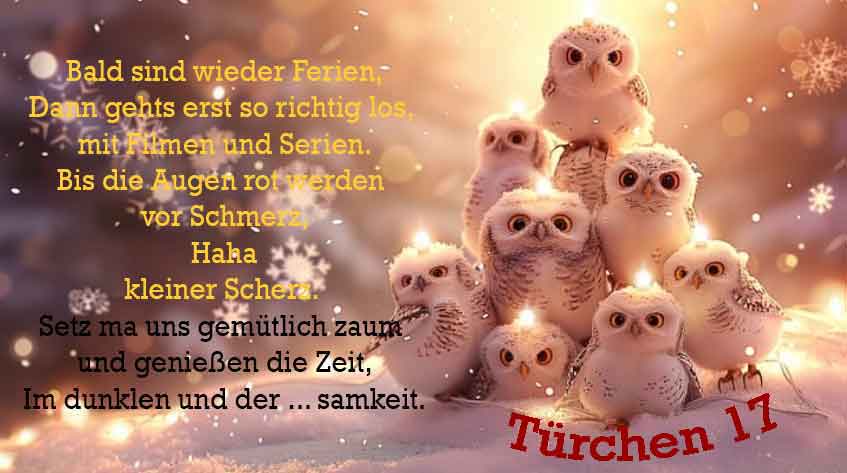 Bald sind wieder Ferien,
Dann gehts erst so richtig los,
mit Filmen und Serien.
Bis die Augen rot werden
vor Schmerz,
Haha
kleiner Scherz.
Setz ma uns gemütlich zaum
und genießen die Zeit,
Im dunklen und der ... samkeit.
Türchen 17